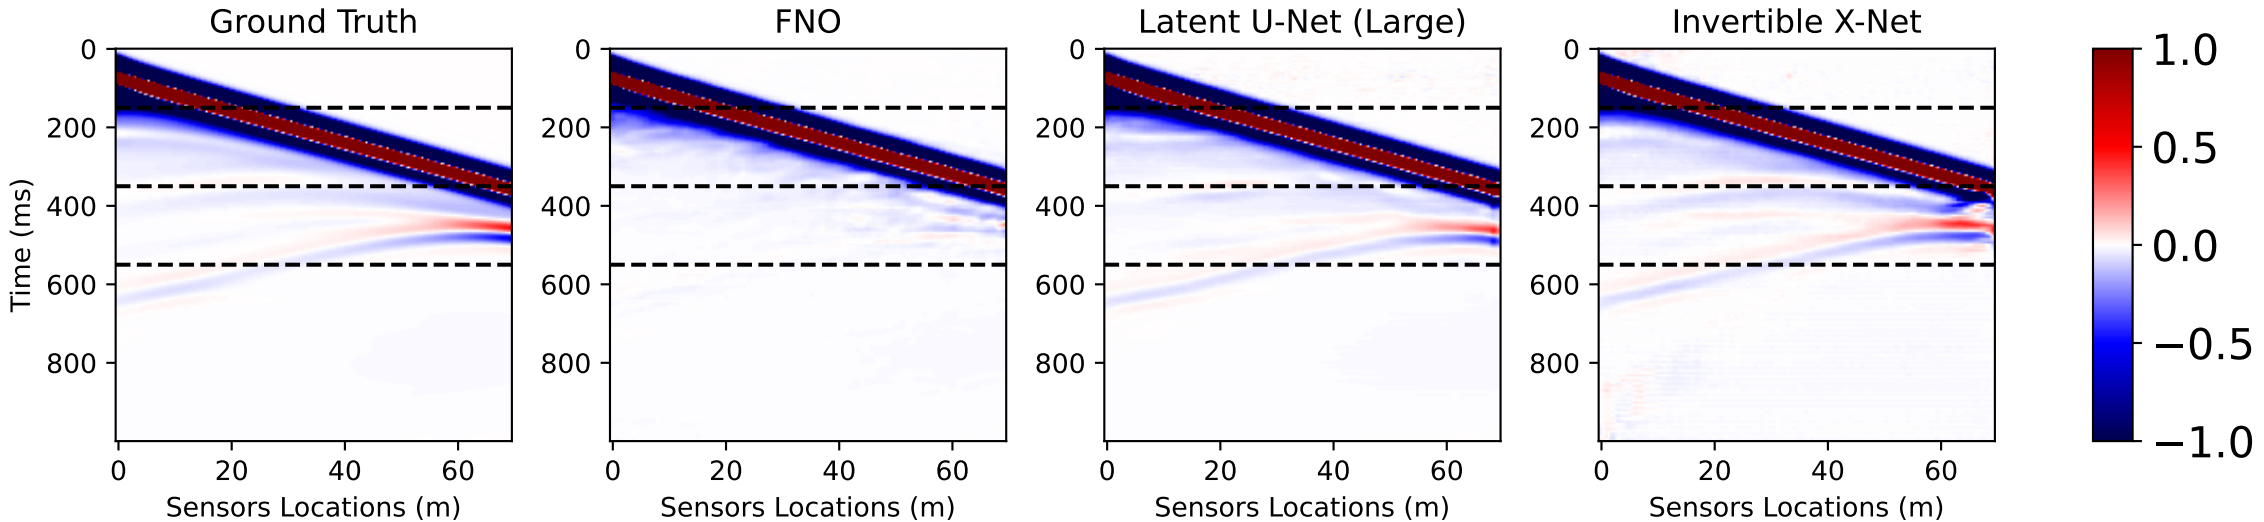 Ground Truth
FNO
Latent U-Net (Large)
Invertible X-Net
Time (ms)
0
200
400
600
800
0
200
400
600
800
0
200
400
600
800
0
200
400
600
800
1.0
0.5
0.0
−0.5
−1.0
0 20 40 60
0 20 40 60
0 20 40 60
0 20 40 60
Sensors Locations (m)
Sensors Locations (m)
Sensors Locations (m)
Sensors Locations (m)